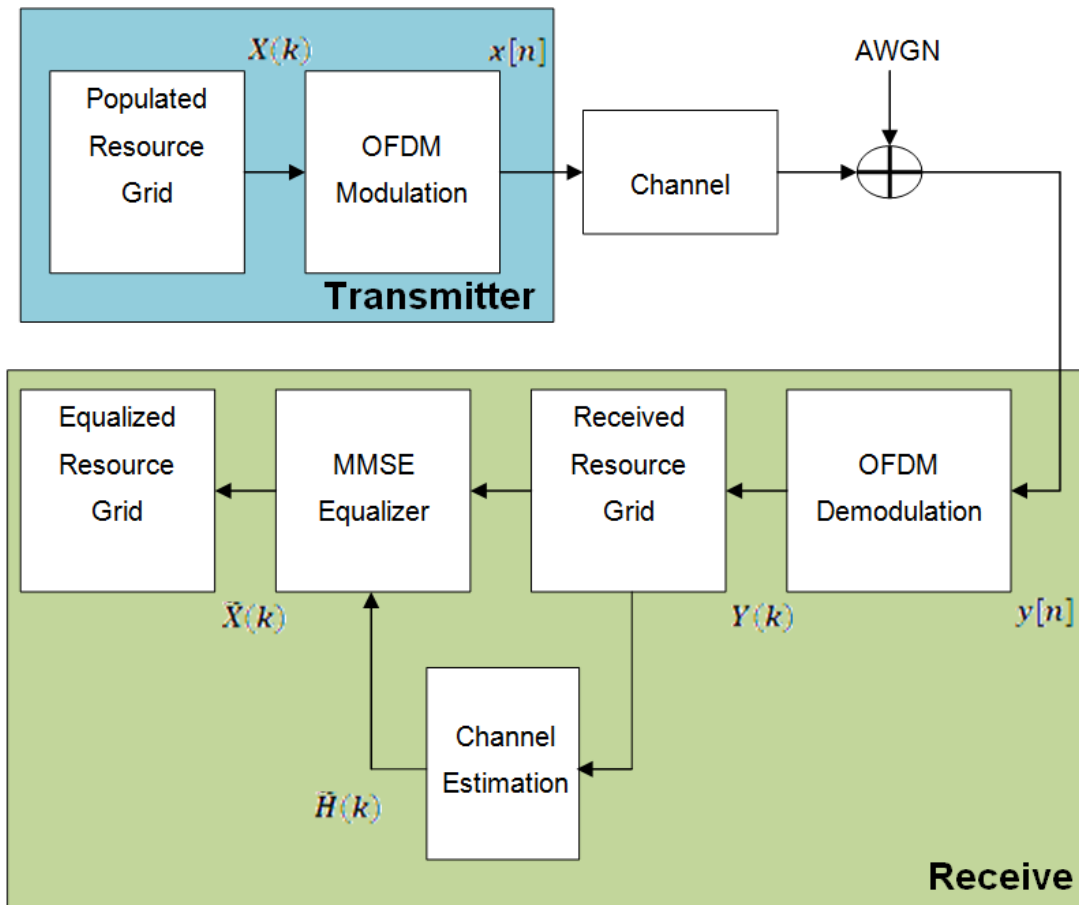 X(k)
x[n]
AWGN
Populated
Resource
Grid
OFDM
Modulation
Channel
Transmitter
Equalized
Resource
Grid
MMSE
Equalizer
Received
Resource
Grid
OFDM
Demodulation
X̂(k)
Y(k)
y[n]
Channel
Estimation
Ĥ(k)
Receive